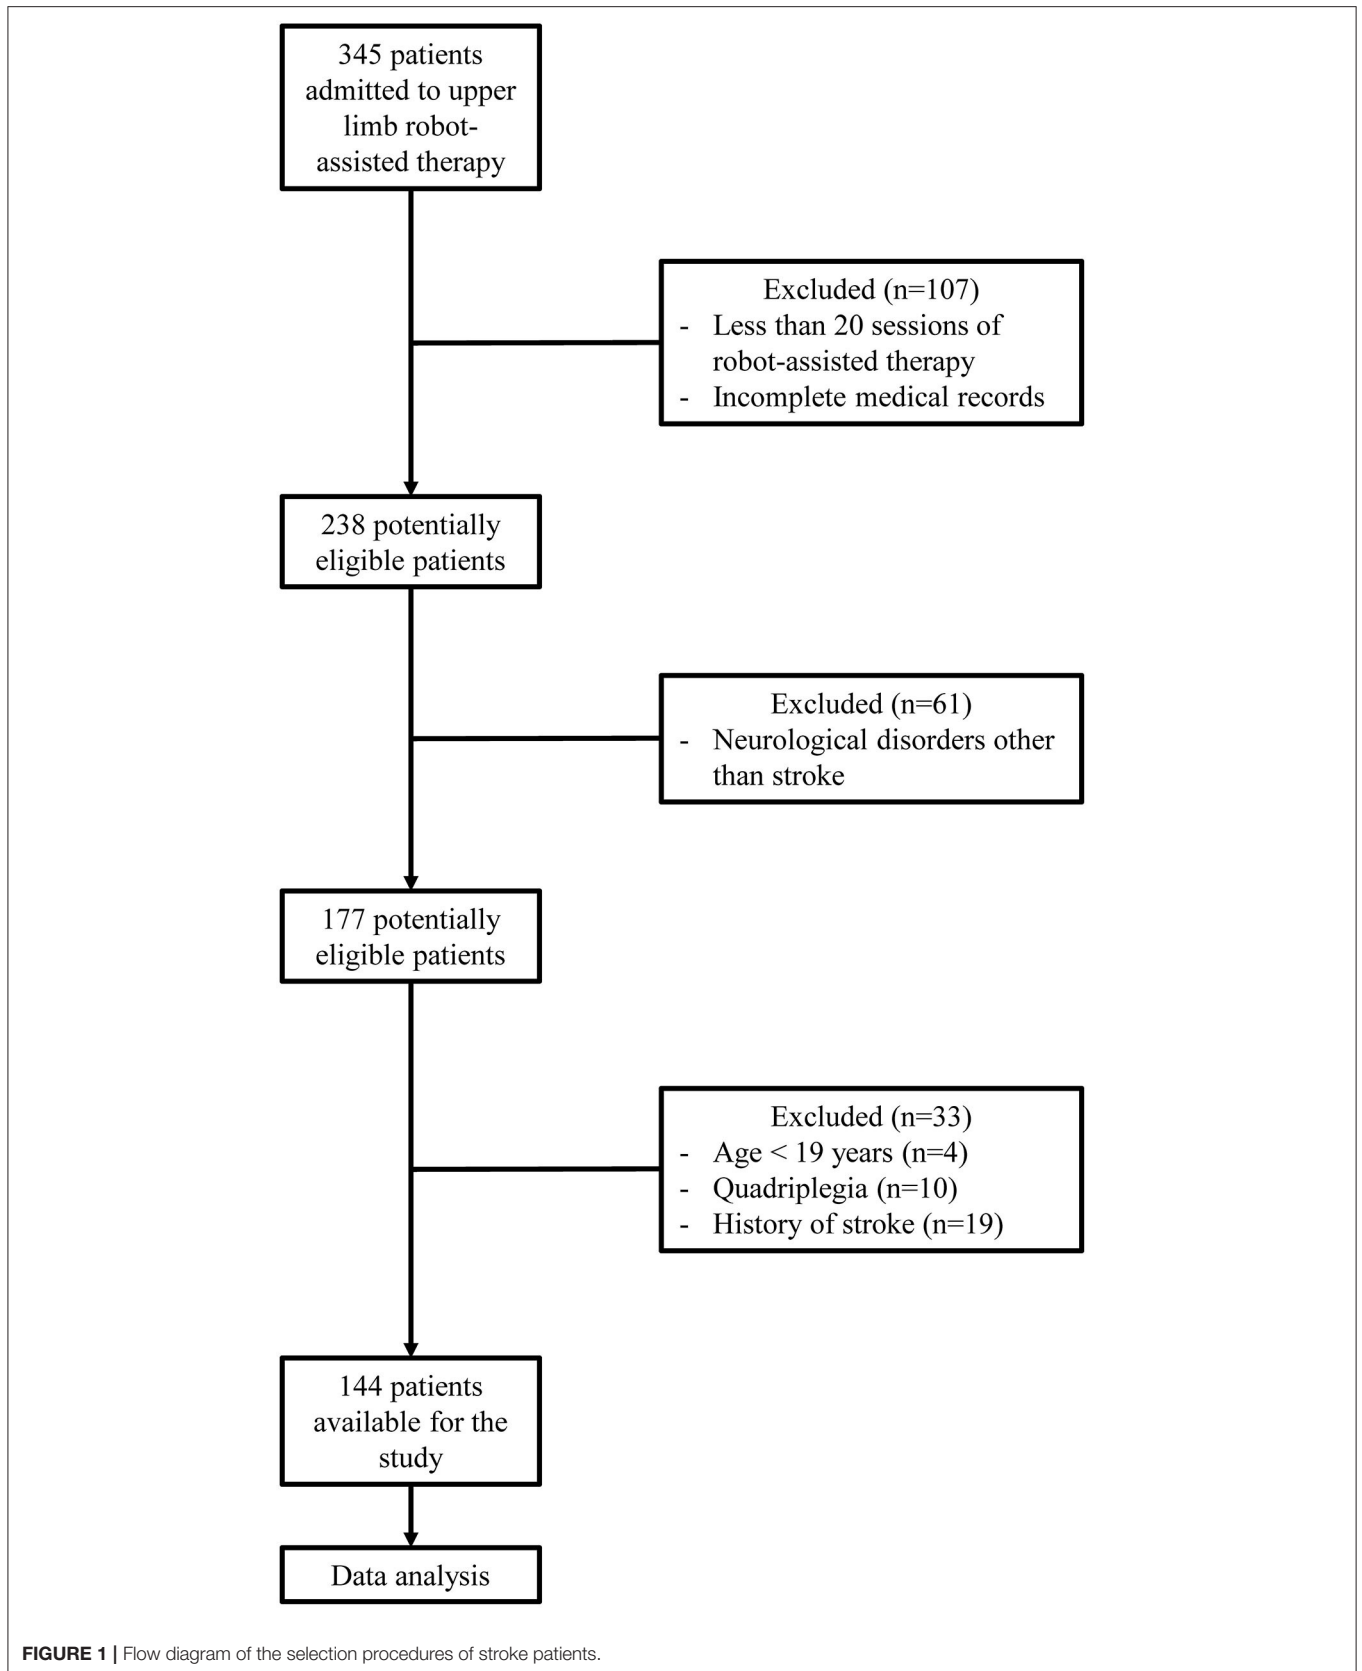 345 patients
admitted to upper
limb robot-
assisted therapy
Excluded (n=107)
- Less than 20 sessions of
robot-assisted therapy
- Incomplete medical records
238 potentially
eligible patients
Excluded (n=61)
- Neurological disorders other
than stroke
177 potentially
eligible patients
Excluded (n=33)
- Age < 19 years (n=4)
- Quadriplegia (n=10)
- History of stroke (n=19)
144 patients
available for the
study
Data analysis
FIGURE 1 | Flow diagram of the selection procedures of stroke patients.